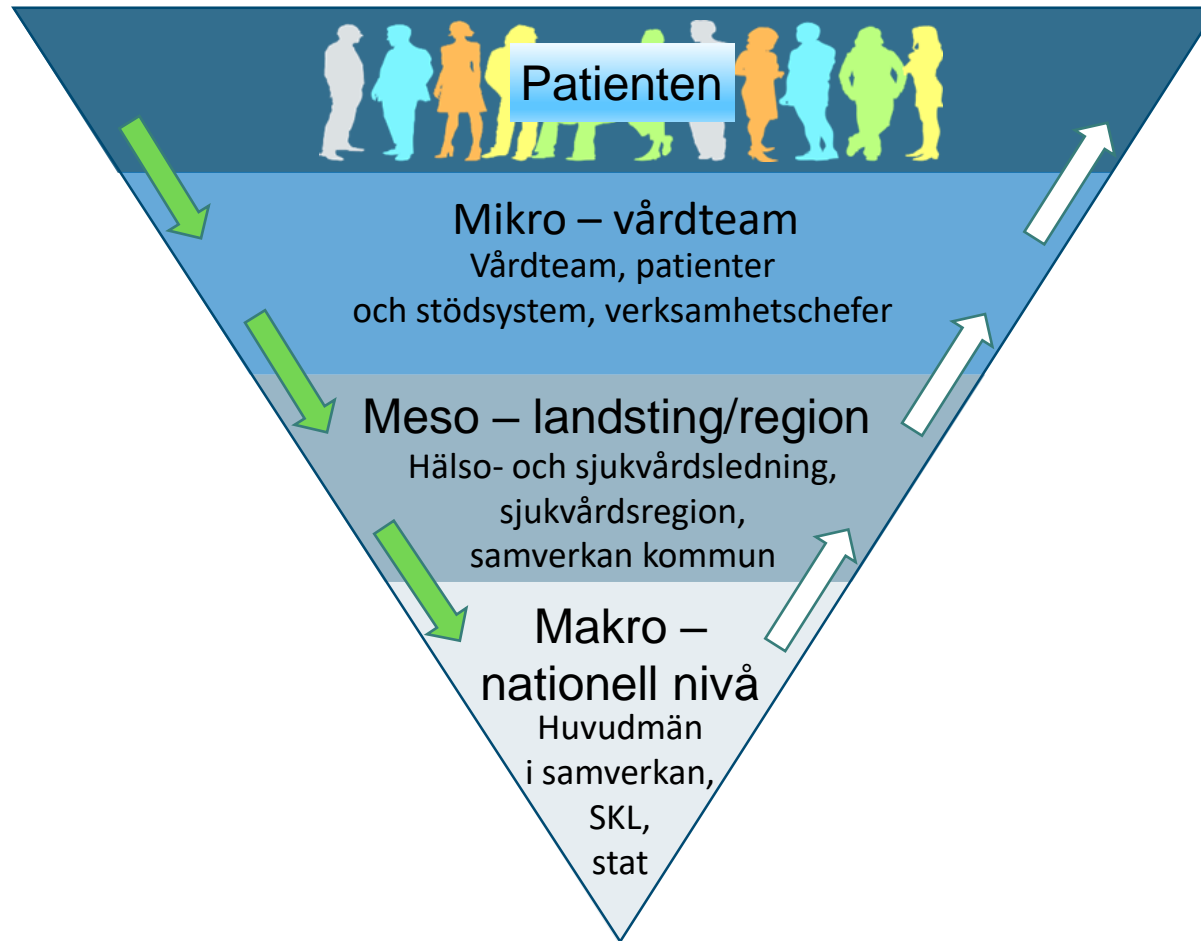 Patienten
Mikro – vårdteam
Vårdteam, patienter
och stödsystem, verksamhetschefer
Meso – landsting/region
Hälso- och sjukvårdsledning,
sjukvårdsregion,
samverkan kommun
Makro –
nationell nivå
Huvudmän
i samverkan,
SKL,
stat